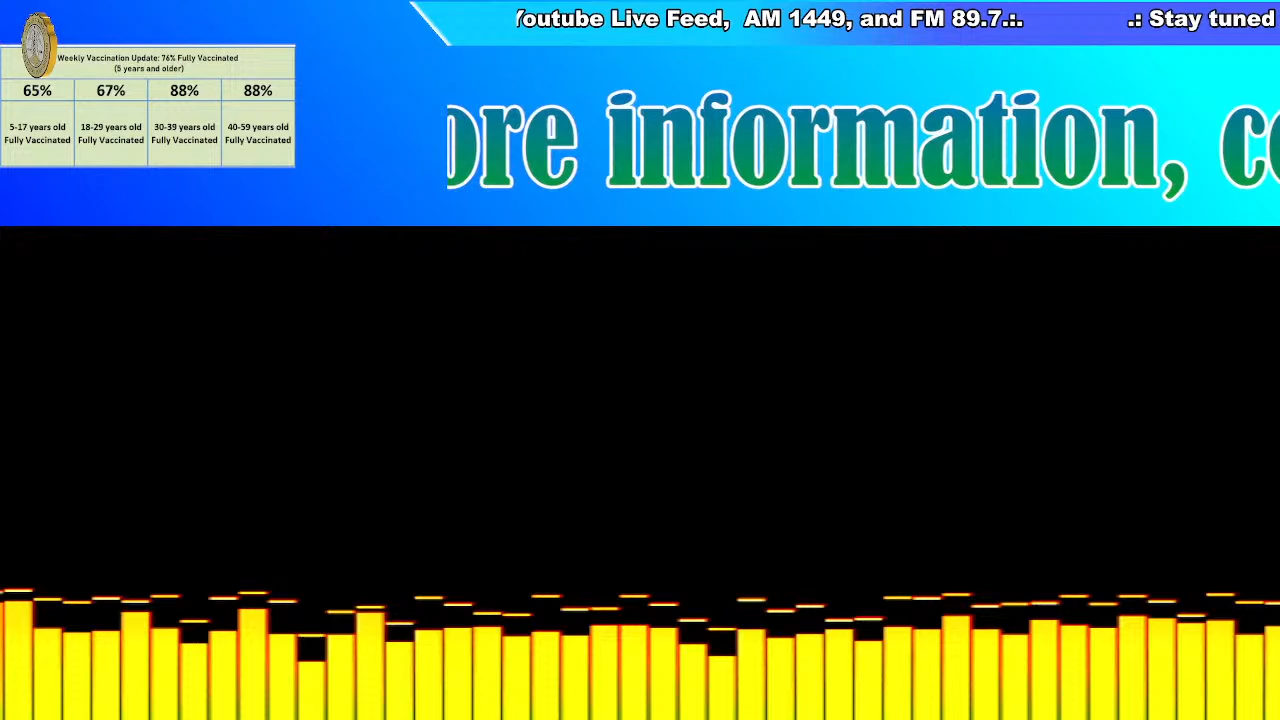 Youtube Live Feed, AM 1449, and FM 89.7.:. .: Stay tuned
Weekly Vaccination Update: 76% Fully Vaccinated
(5 years and older)
65% 67% 88% 88%
5-17 years old 18-29 years old 30-39 years old 40-59 years old
Fully Vaccinated Fully Vaccinated Fully Vaccinated Fully Vaccinated
ore information, co